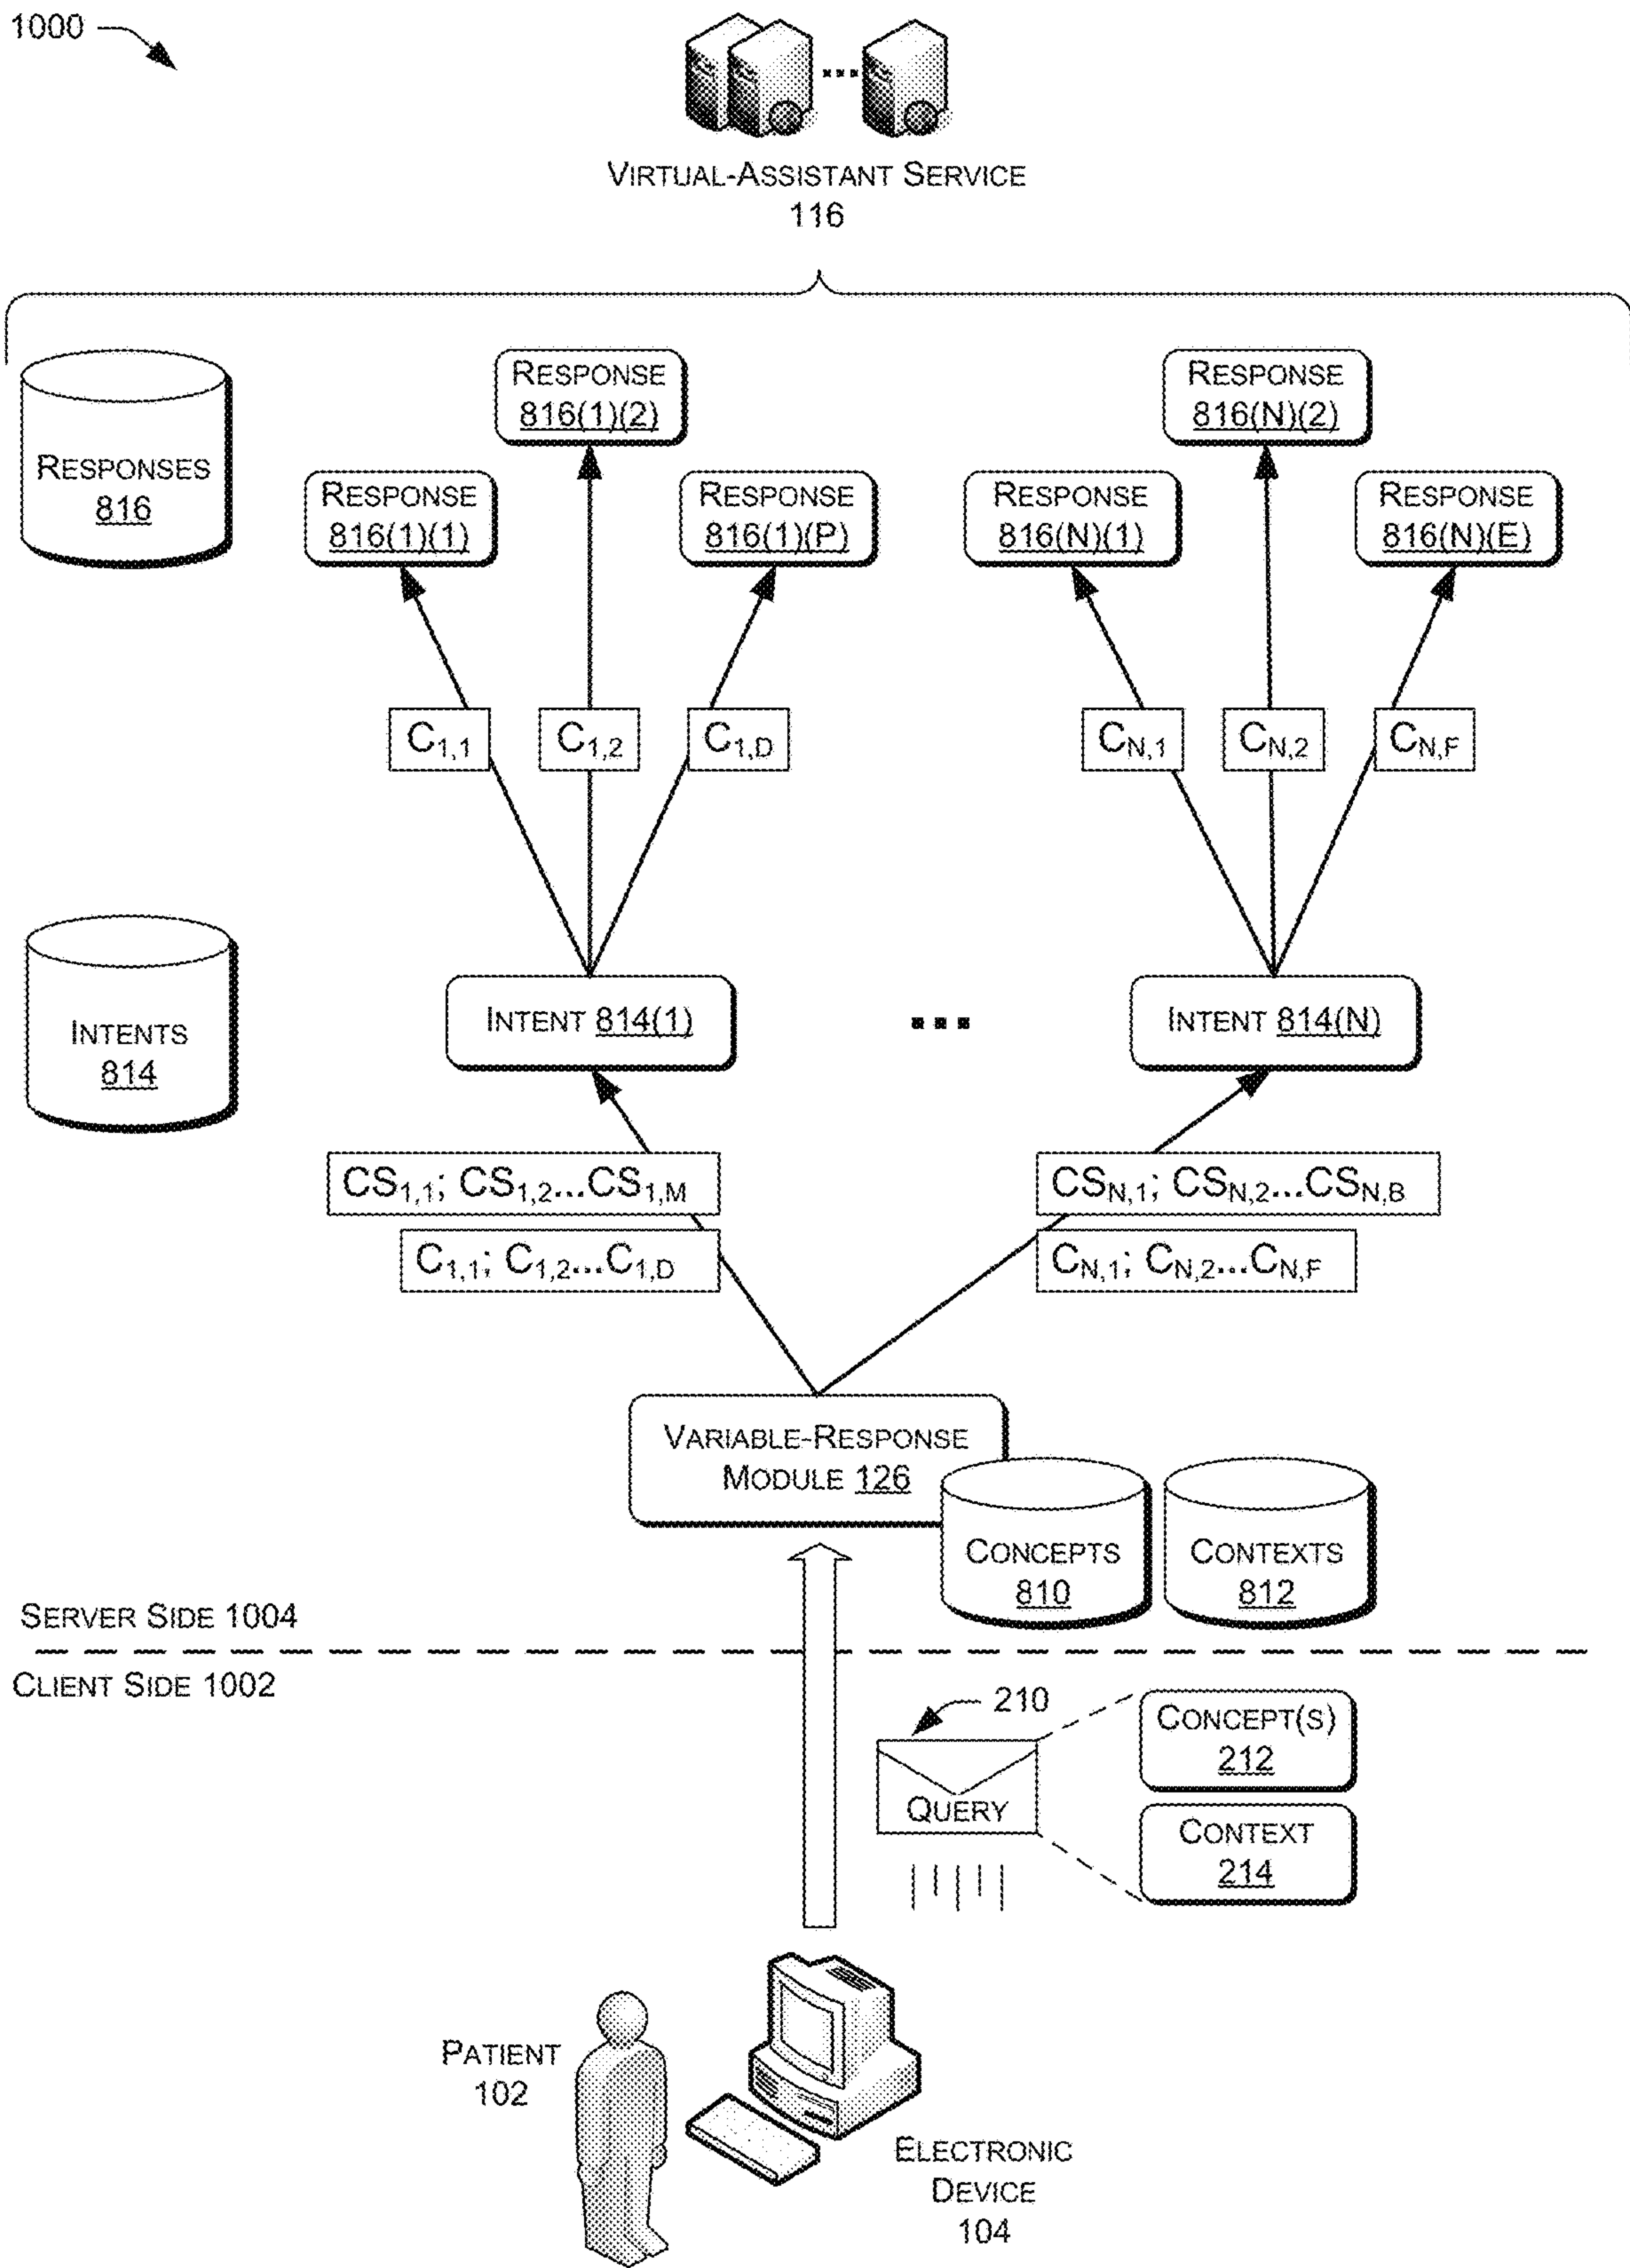 1000
VIRTUAL-ASSISTANT SERVICE
116
RESPONSES
816
RESPONSE
816(1)(1)
RESPONSE
816(1)(2)
RESPONSE
816(1)(P)
RESPONSE
816(N)(1)
RESPONSE
816(N)(2)
RESPONSE
816(N)(E)
C1,1
C1,2
C1,D
CN,1
CN,2
CN,F
INTENTS
814
INTENT 814(1)
INTENT 814(N)
CS1,1; CS1,2...CS1,M
C1,1; C1,2...C1,D
CSN,1; CSN,2...CSN,B
CN,1; CN,2...CN,F
VARIABLE-RESPONSE
MODULE 126
CONCEPTS
810
CONTEXTS
812
SERVER SIDE 1004
CLIENT SIDE 1002
210
QUERY
CONCEPT(S)
212
CONTEXT
214
PATIENT
102
ELECTRONIC
DEVICE
104